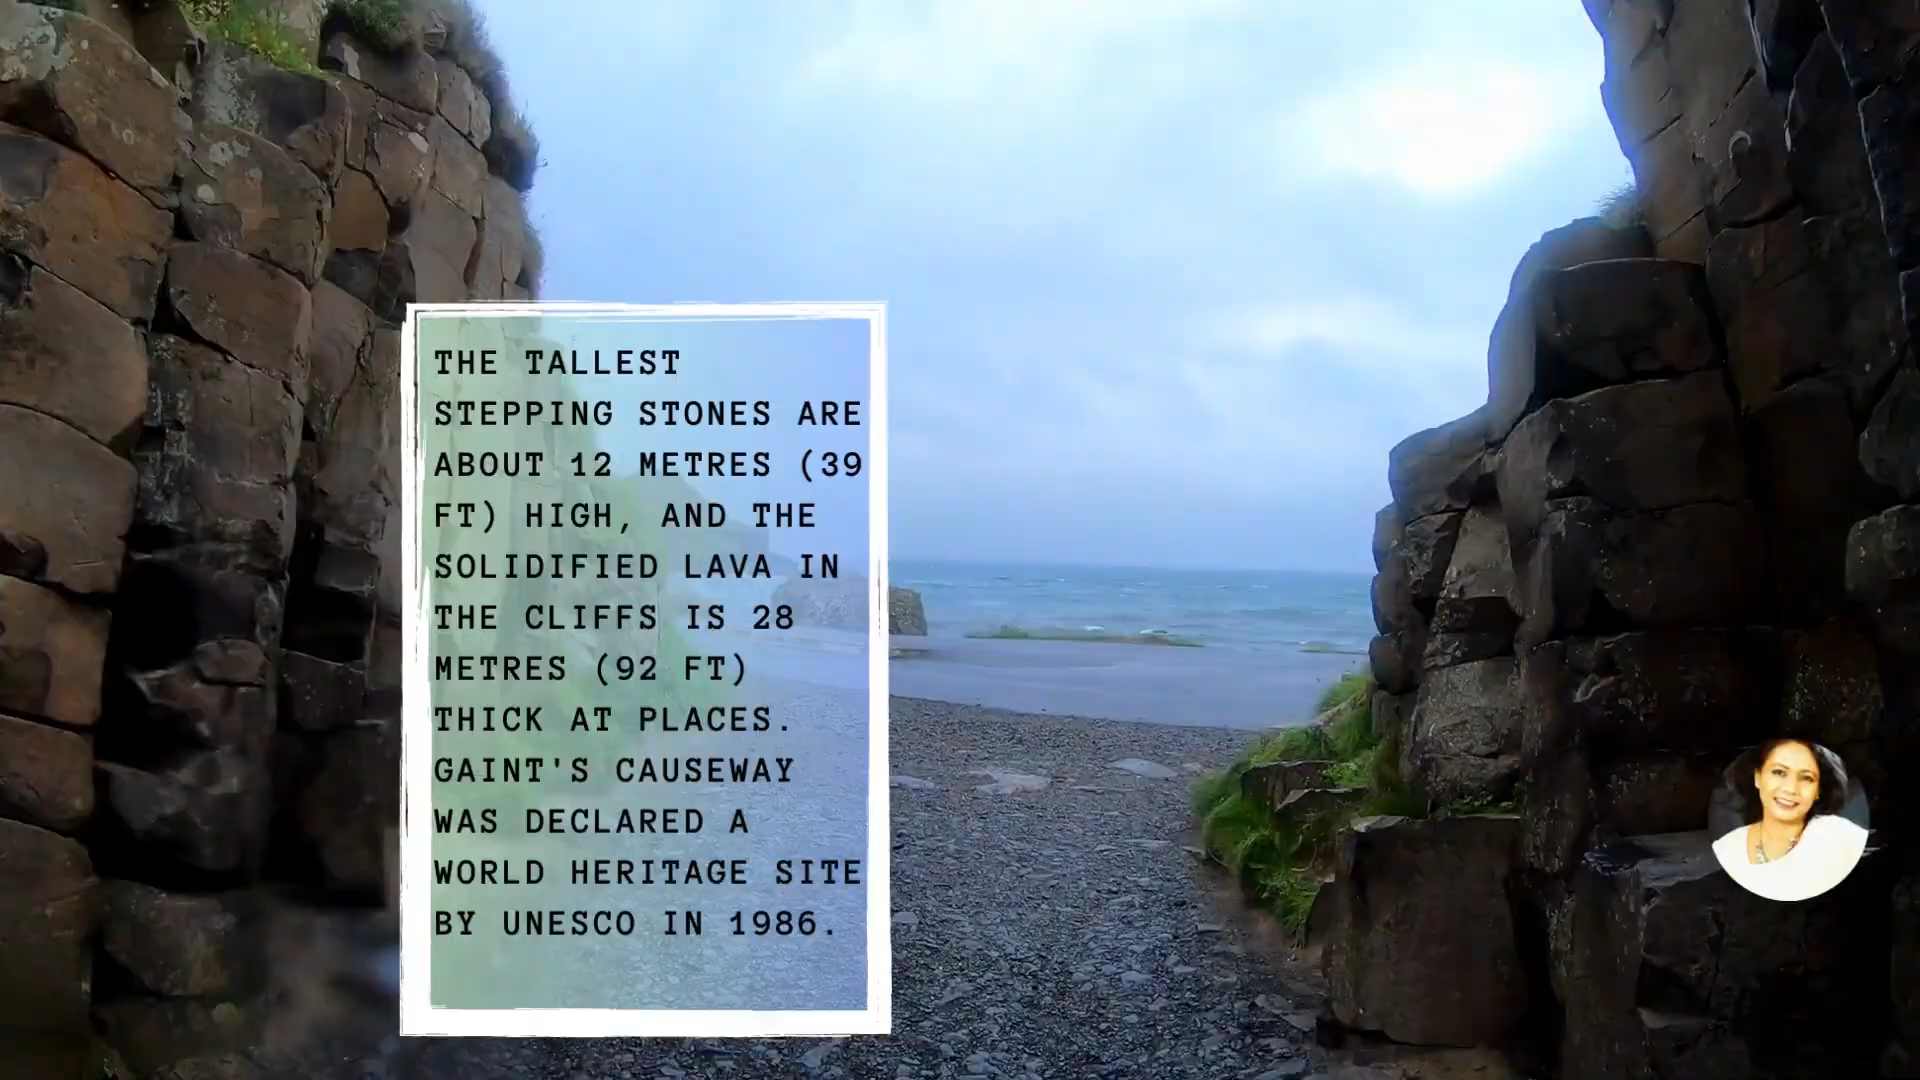 THE TALLEST
STEPPING STONES ARE
ABOUT 12 METRES (39
FT) HIGH, AND THE
SOLIDIFIED LAVA IN
THE CLIFFS IS 28
METRES (92 FT)
THICK AT PLACES.
GAINT'S CAUSEWAY
WAS DECLARED A
WORLD HERITAGE SITE
BY UNESCO IN 1986.